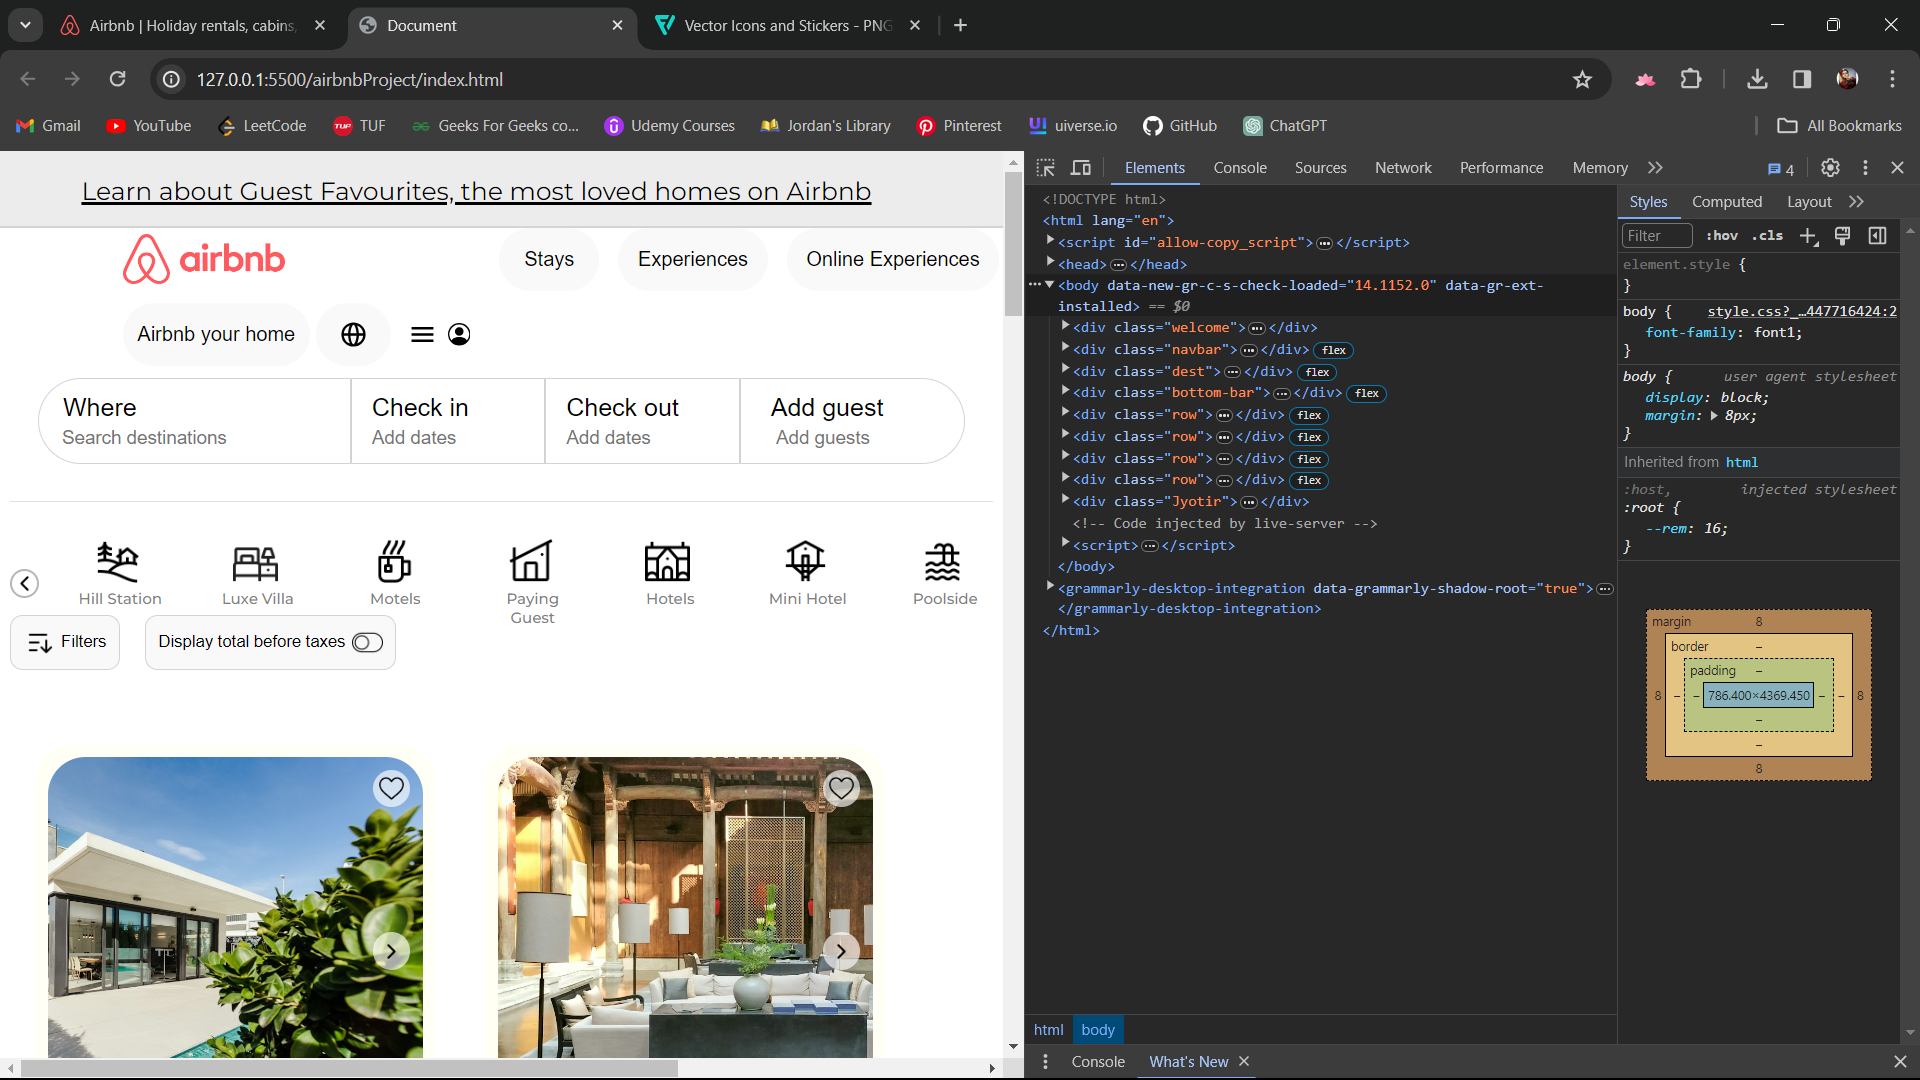 Airbnb | Holiday rentals, cabins,
Document
Vector Icons and Stickers - PNG
127.0.0.1:5500/airbnbProject/index.html
Gmail
YouTube
LeetCode
TUF
Geeks For Geeks co...
Udemy Courses
Jordan's Library
Pinterest
uiverse.io
GitHub
ChatGPT
All Bookmarks
Learn about Guest Favourites, the most loved homes on Airbnb
airbnb
Stays
Experiences
Online Experiences
Airbnb your home
Where
Search destinations
Check in
Add dates
Check out
Add dates
Add guest
Add guests
Hill Station
Luxe Villa
Motels
Paying
Guest
Hotels
Mini Hotel
Poolside
Filters
Display total before taxes
Elements Console Sources Network Performance Memory 4
<!DOCTYPE html>
<html lang="en">
<script id="allow-copy_script">…</script>
<head>…</head>
<body data-new-gr-c-s-check-loaded="14.1152.0" data-gr-ext-
installed> == $0
<div class="welcome">…</div>
<div class="navbar">…</div> flex
<div class="dest">…</div> flex
<div class="bottom-bar">…</div> flex
<div class="row">…</div> flex
<div class="row">…</div> flex
<div class="row">…</div> flex
<div class="row">…</div> flex
<div class="Jyotir">…</div>
<!-- Code injected by live-server -->
<script>…</script>
</body>
<grammarly-desktop-integration data-grammarly-shadow-root="true">…
</grammarly-desktop-integration>
</html>
html body
Styles Computed Layout
Filter :hov .cls
element.style {
}
body { style.css?_…447716424:2
font-family: font1;
}
body { user agent stylesheet
display: block;
margin: 8px;
}
Inherited from html
:host, injected stylesheet
:root {
--rem: 16;
}
margin 8
border –
padding –
8 – – 786.400×4369.450 – – 8
–
–
8
Console What's New